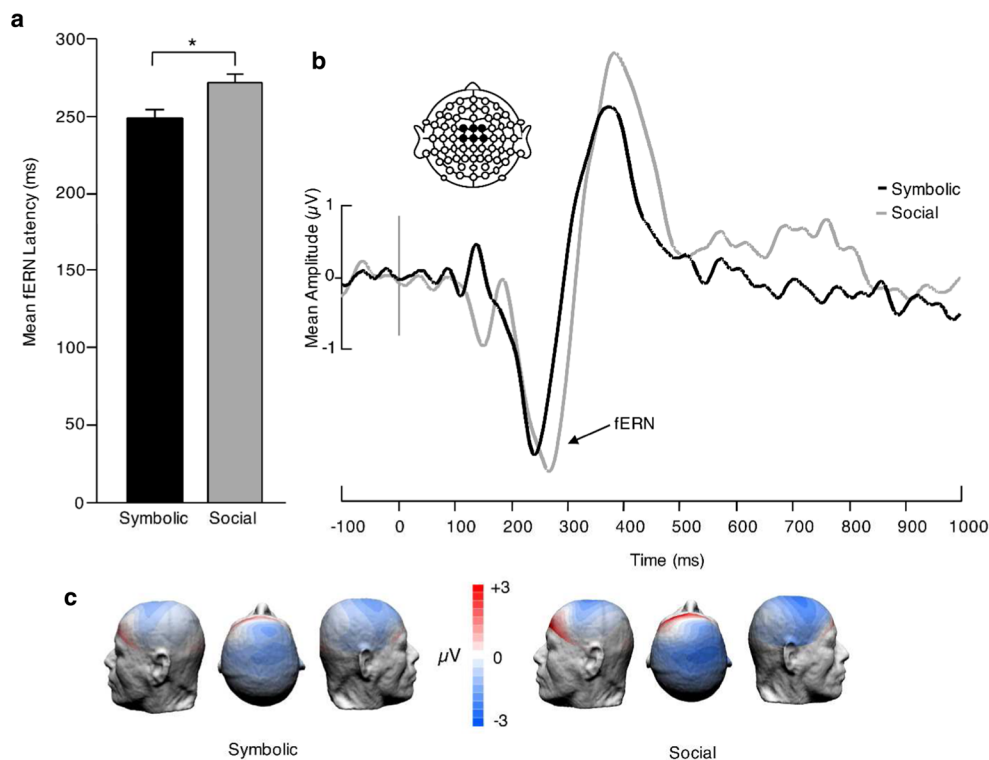 a
300
250
200
150
100
50
0
Mean fERN Latency (ms)
*
Symbolic Social
b
Symbolic
Social
Mean Amplitude (µV)
1
0
-1
fERN
-100 0 100 200 300 400 500 600 700 800 900 1000
Time (ms)
c
+3
µV 0
-3
Symbolic
Social